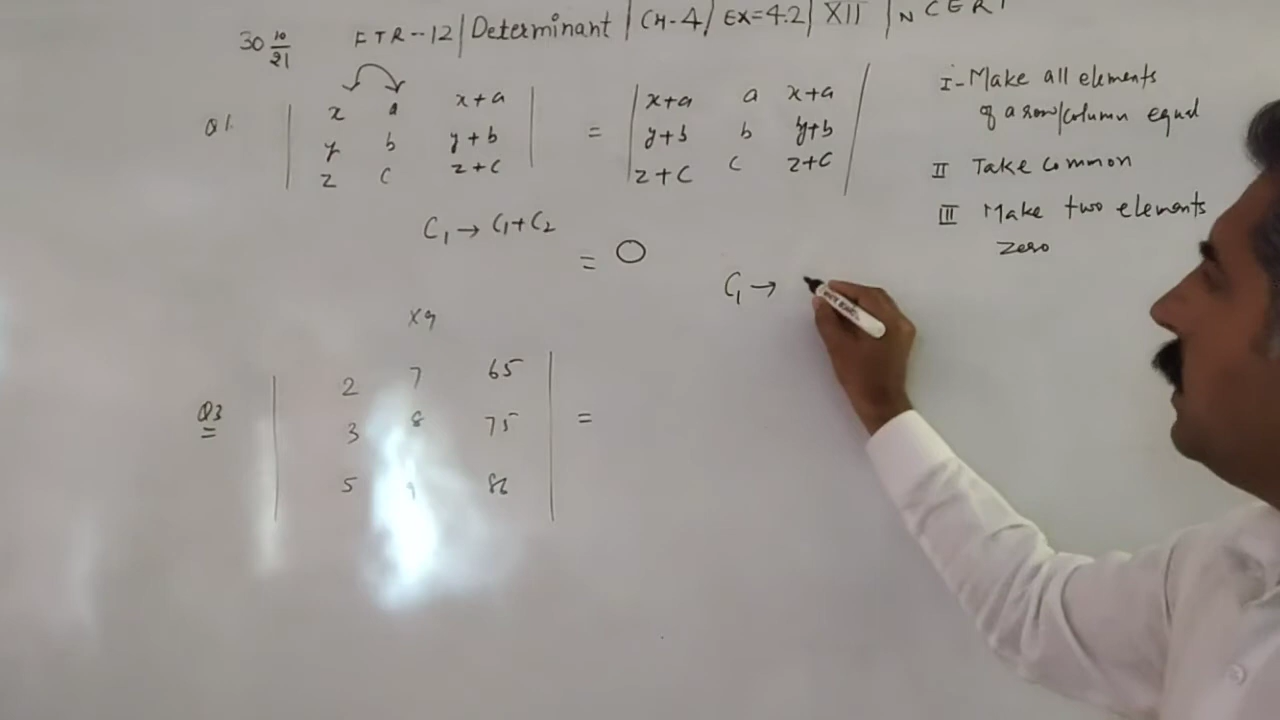 30 10/21 FTR-12 | Determinant | CH-4 / EX=4.2 | XII | NCERT
Q1. | x a x+a | = | x+a a x+a |
| y b y+b | | y+b b y+b |
| z c z+c | | z+c c z+c |
C1 → C1+C2
= 0
I- Make all elements
of a row/column equal
II Take common
III Make two elements
zero
C1 →
x9
Q3 | 2 7 65 | =
| 3 8 75 |
| 5 9 86 |